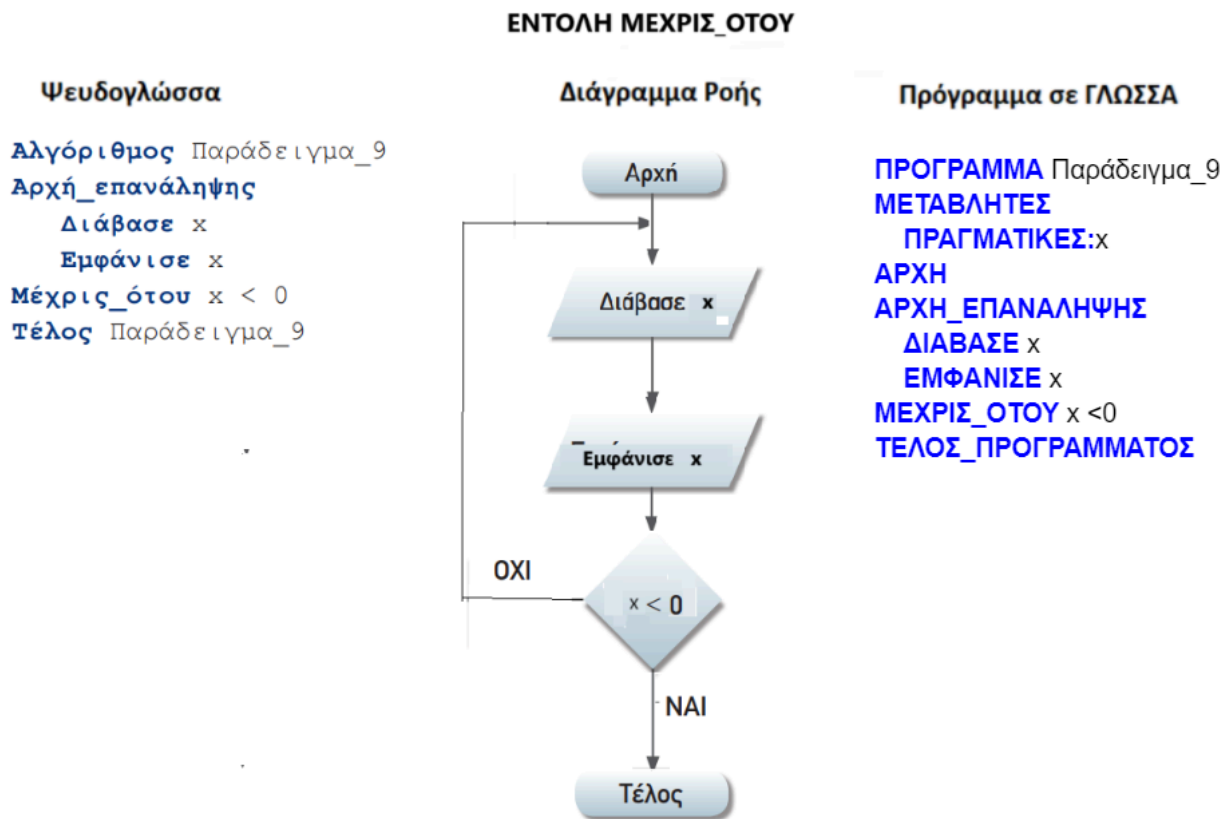 ΕΝΤΟΛΗ ΜΕΧΡΙΣ_ΟΤΟΥ
Ψευδογλώσσα
Αλγόριθμος Παράδειγμα_9
Αρχή_επανάληψης
Διάβασε x
Εμφάνισε x
Μέχρις_ότου x < 0
Τέλος Παράδειγμα_9
Διάγραμμα Ροής
Αρχή
Διάβασε x
Εμφάνισε x
x < 0
ΟΧΙ
ΝΑΙ
Τέλος
Πρόγραμμα σε ΓΛΩΣΣΑ
ΠΡΟΓΡΑΜΜΑ Παράδειγμα_9
ΜΕΤΑΒΛΗΤΕΣ
ΠΡΑΓΜΑΤΙΚΕΣ:x
ΑΡΧΗ
ΑΡΧΗ_ΕΠΑΝΑΛΗΨΗΣ
ΔΙΑΒΑΣΕ x
ΕΜΦΑΝΙΣΕ x
ΜΕΧΡΙΣ_ΟΤΟΥ x <0
ΤΕΛΟΣ_ΠΡΟΓΡΑΜΜΑΤΟΣ